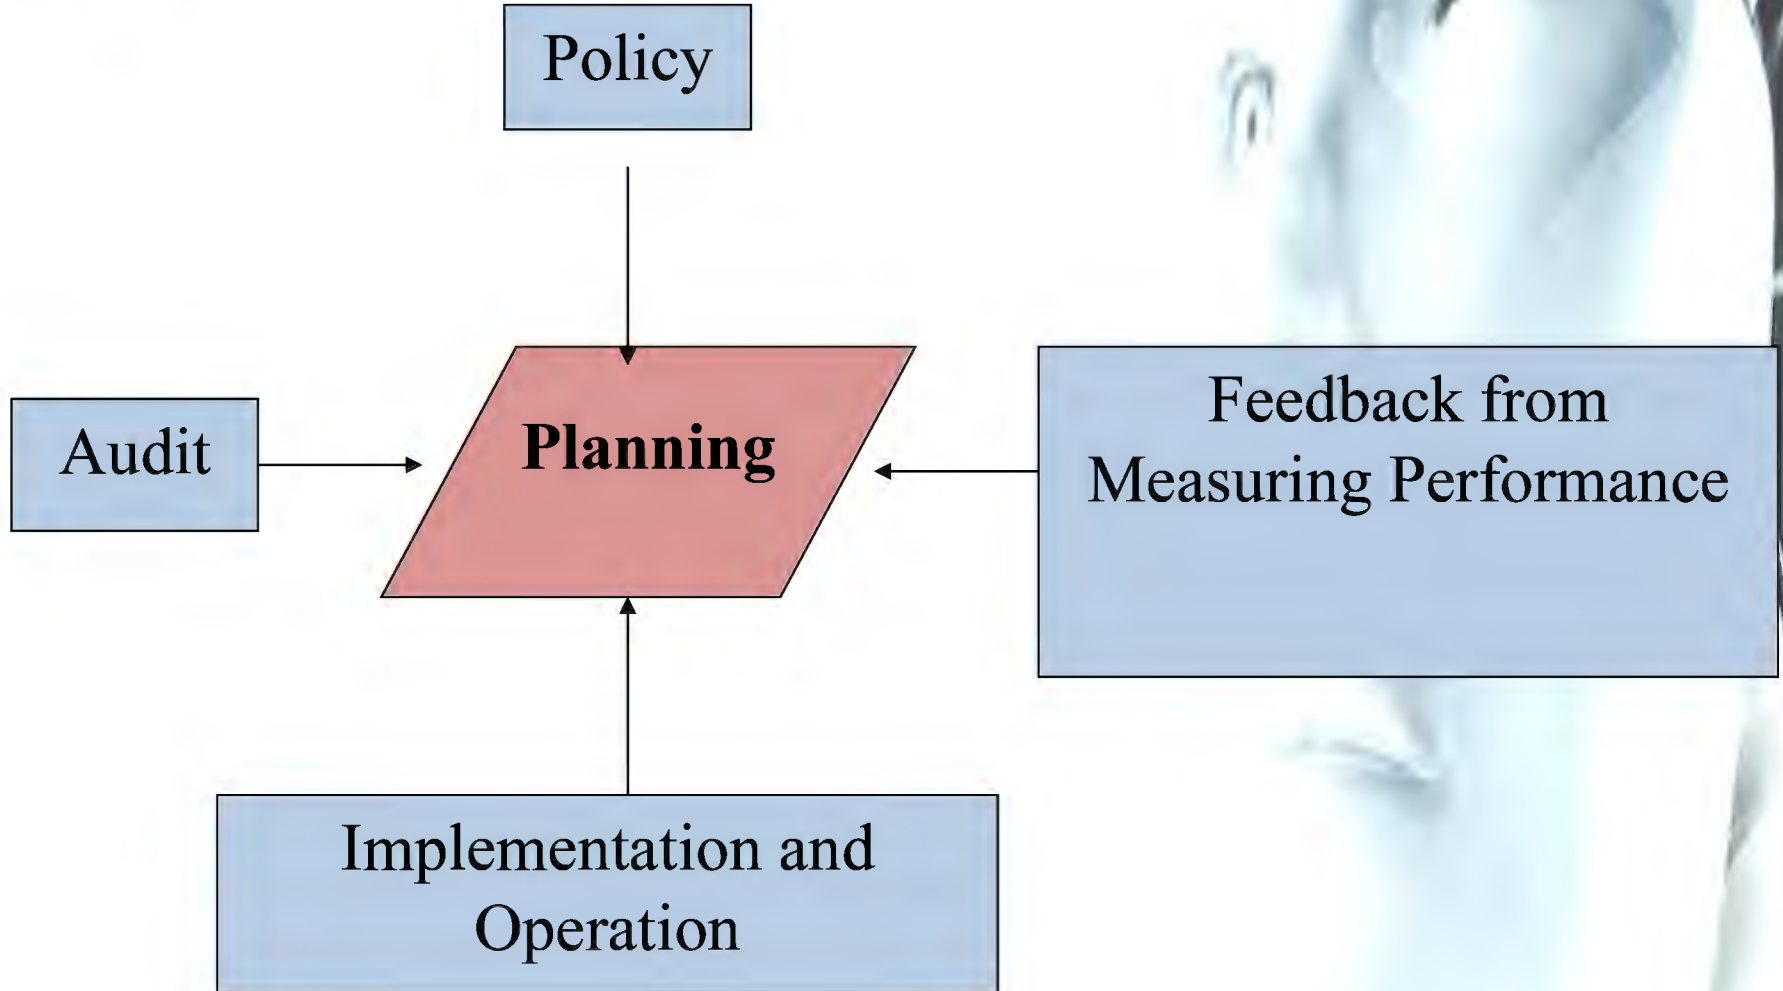 Policy
Audit
Planning
Feedback from
Measuring Performance
Implementation and
Operation